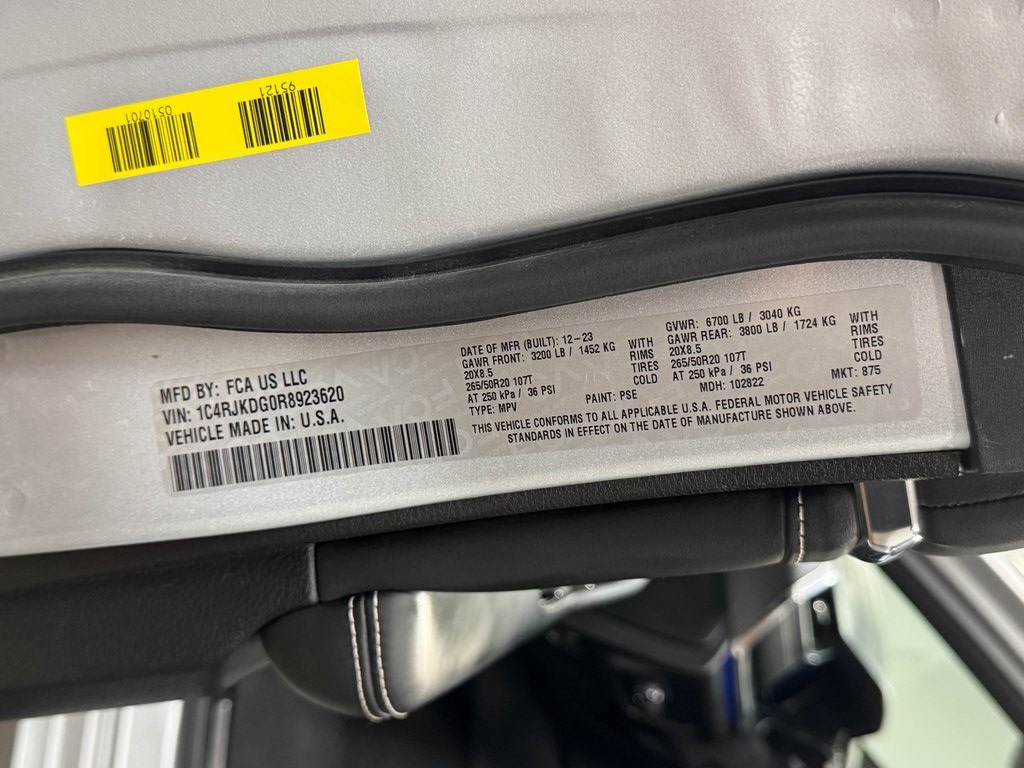 95121
0510701
MFD BY: FCA US LLC
VIN: 1C4RJKDG0R8923620
VEHICLE MADE IN: U.S.A.
DATE OF MFR (BUILT): 12-23
GAWR FRONT: 3200 LB / 1452 KG WITH
20X8.5 RIMS
265/50R20 107T TIRES
AT 250 kPa / 36 PSI COLD
TYPE: MPV PAINT: PSE
GVWR: 6700 LB / 3040 KG
GAWR REAR: 3800 LB / 1724 KG WITH
20X8.5 RIMS
265/50R20 107T TIRES
AT 250 kPa / 36 PSI COLD
MDH: 102822 MKT: 875
THIS VEHICLE CONFORMS TO ALL APPLICABLE U.S.A. FEDERAL MOTOR VEHICLE SAFETY
STANDARDS IN EFFECT ON THE DATE OF MANUFACTURE SHOWN ABOVE.